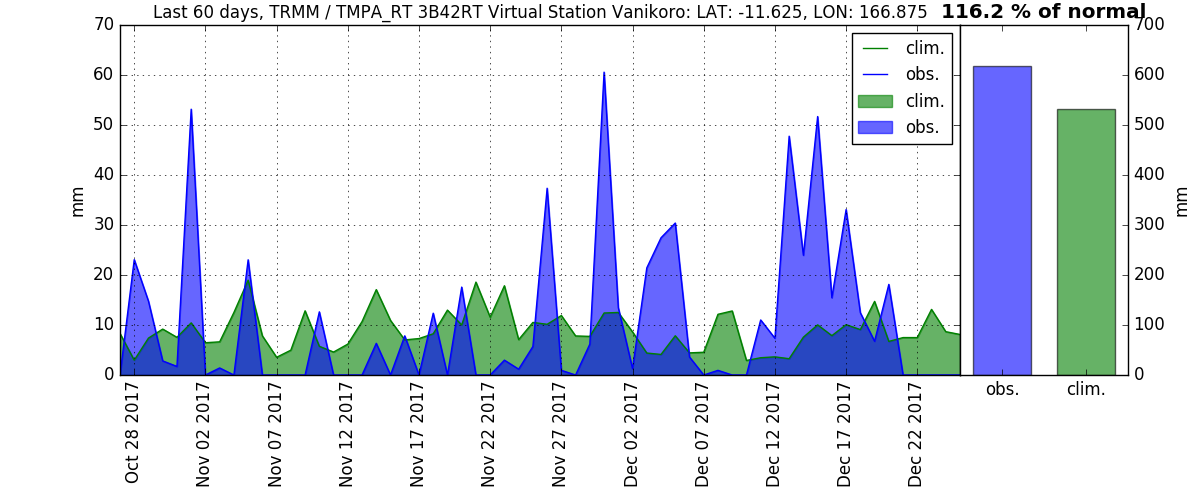 Last 60 days, TRMM / TMPA_RT 3B42RT Virtual Station Vanikoro: LAT: -11.625, LON: 166.875 116.2 % of normal
70
60
50
40
30
20
10
0
mm
clim.
obs.
clim.
obs.
700
600
500
400
300
200
100
0
mm
obs.
clim.
Oct 28 2017
Nov 02 2017
Nov 07 2017
Nov 12 2017
Nov 17 2017
Nov 22 2017
Nov 27 2017
Dec 02 2017
Dec 07 2017
Dec 12 2017
Dec 17 2017
Dec 22 2017